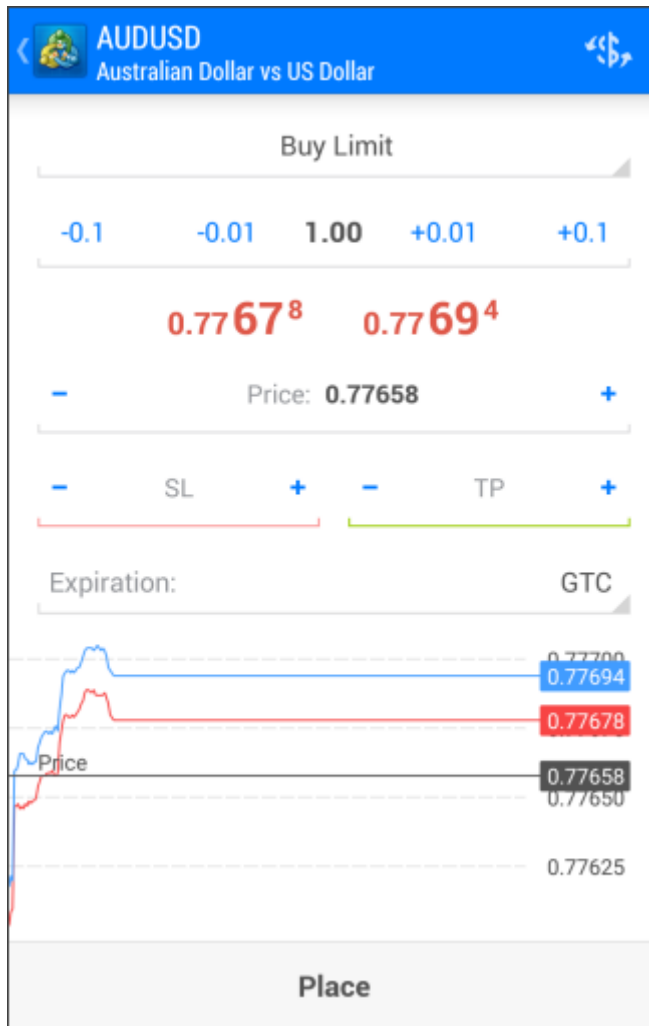 AUDUSD
Australian Dollar vs US Dollar
Buy Limit
-0.1 -0.01 1.00 +0.01 +0.1
0.77678 0.77694
- Price: 0.77658 +
- SL + - TP +
Expiration: GTC
0.77700
0.77694
0.77678
Price
0.77658
0.77650
0.77625
Place